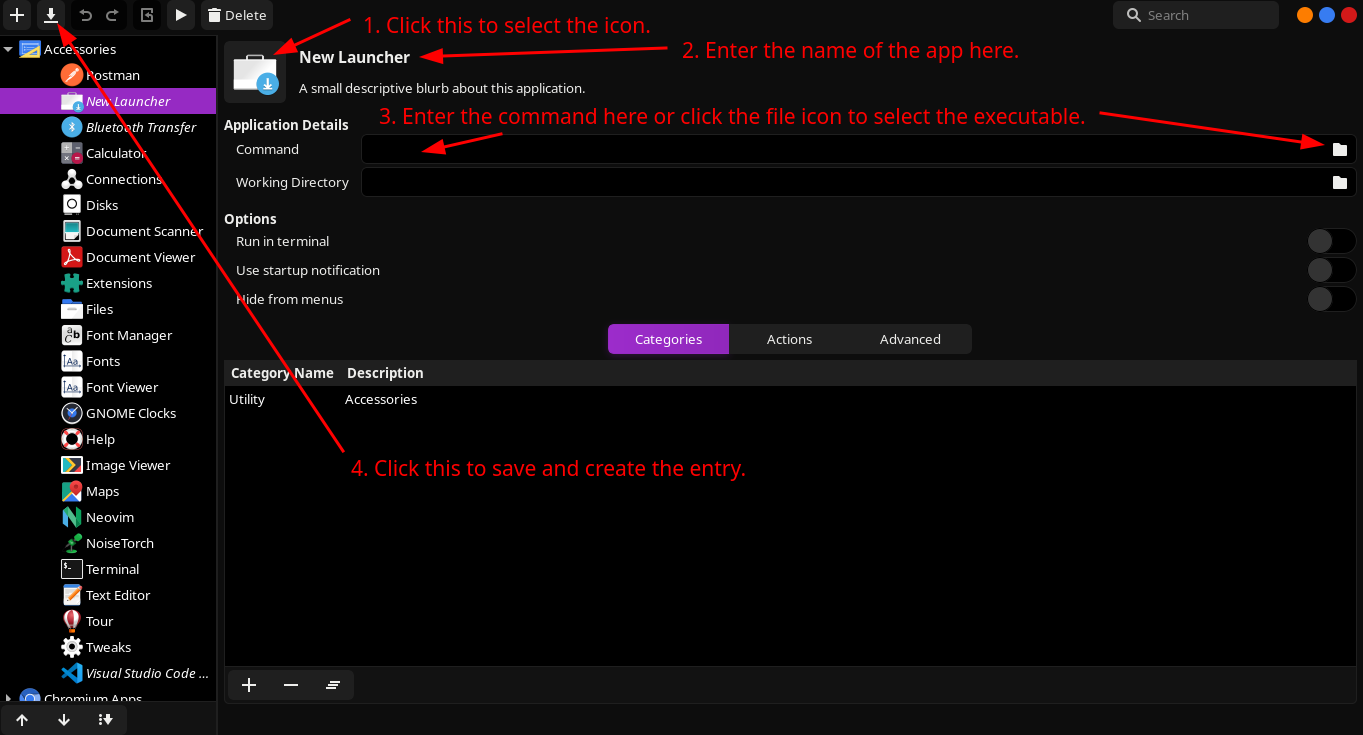 Delete
1. Click this to select the icon.
Search
Accessories
Postman
New Launcher
Bluetooth Transfer
Calculator
Connections
Disks
Document Scanner
Document Viewer
Extensions
Files
Font Manager
Fonts
Font Viewer
GNOME Clocks
Help
Image Viewer
Maps
Neovim
NoiseTorch
Terminal
Text Editor
Tour
Tweaks
Visual Studio Code ...
Chromium Apps
New Launcher
2. Enter the name of the app here.
A small descriptive blurb about this application.
3. Enter the command here or click the file icon to select the executable.
Application Details
Command
Working Directory
Options
Run in terminal
Use startup notification
Hide from menus
Categories Actions Advanced
Category Name Description
Utility Accessories
4. Click this to save and create the entry.